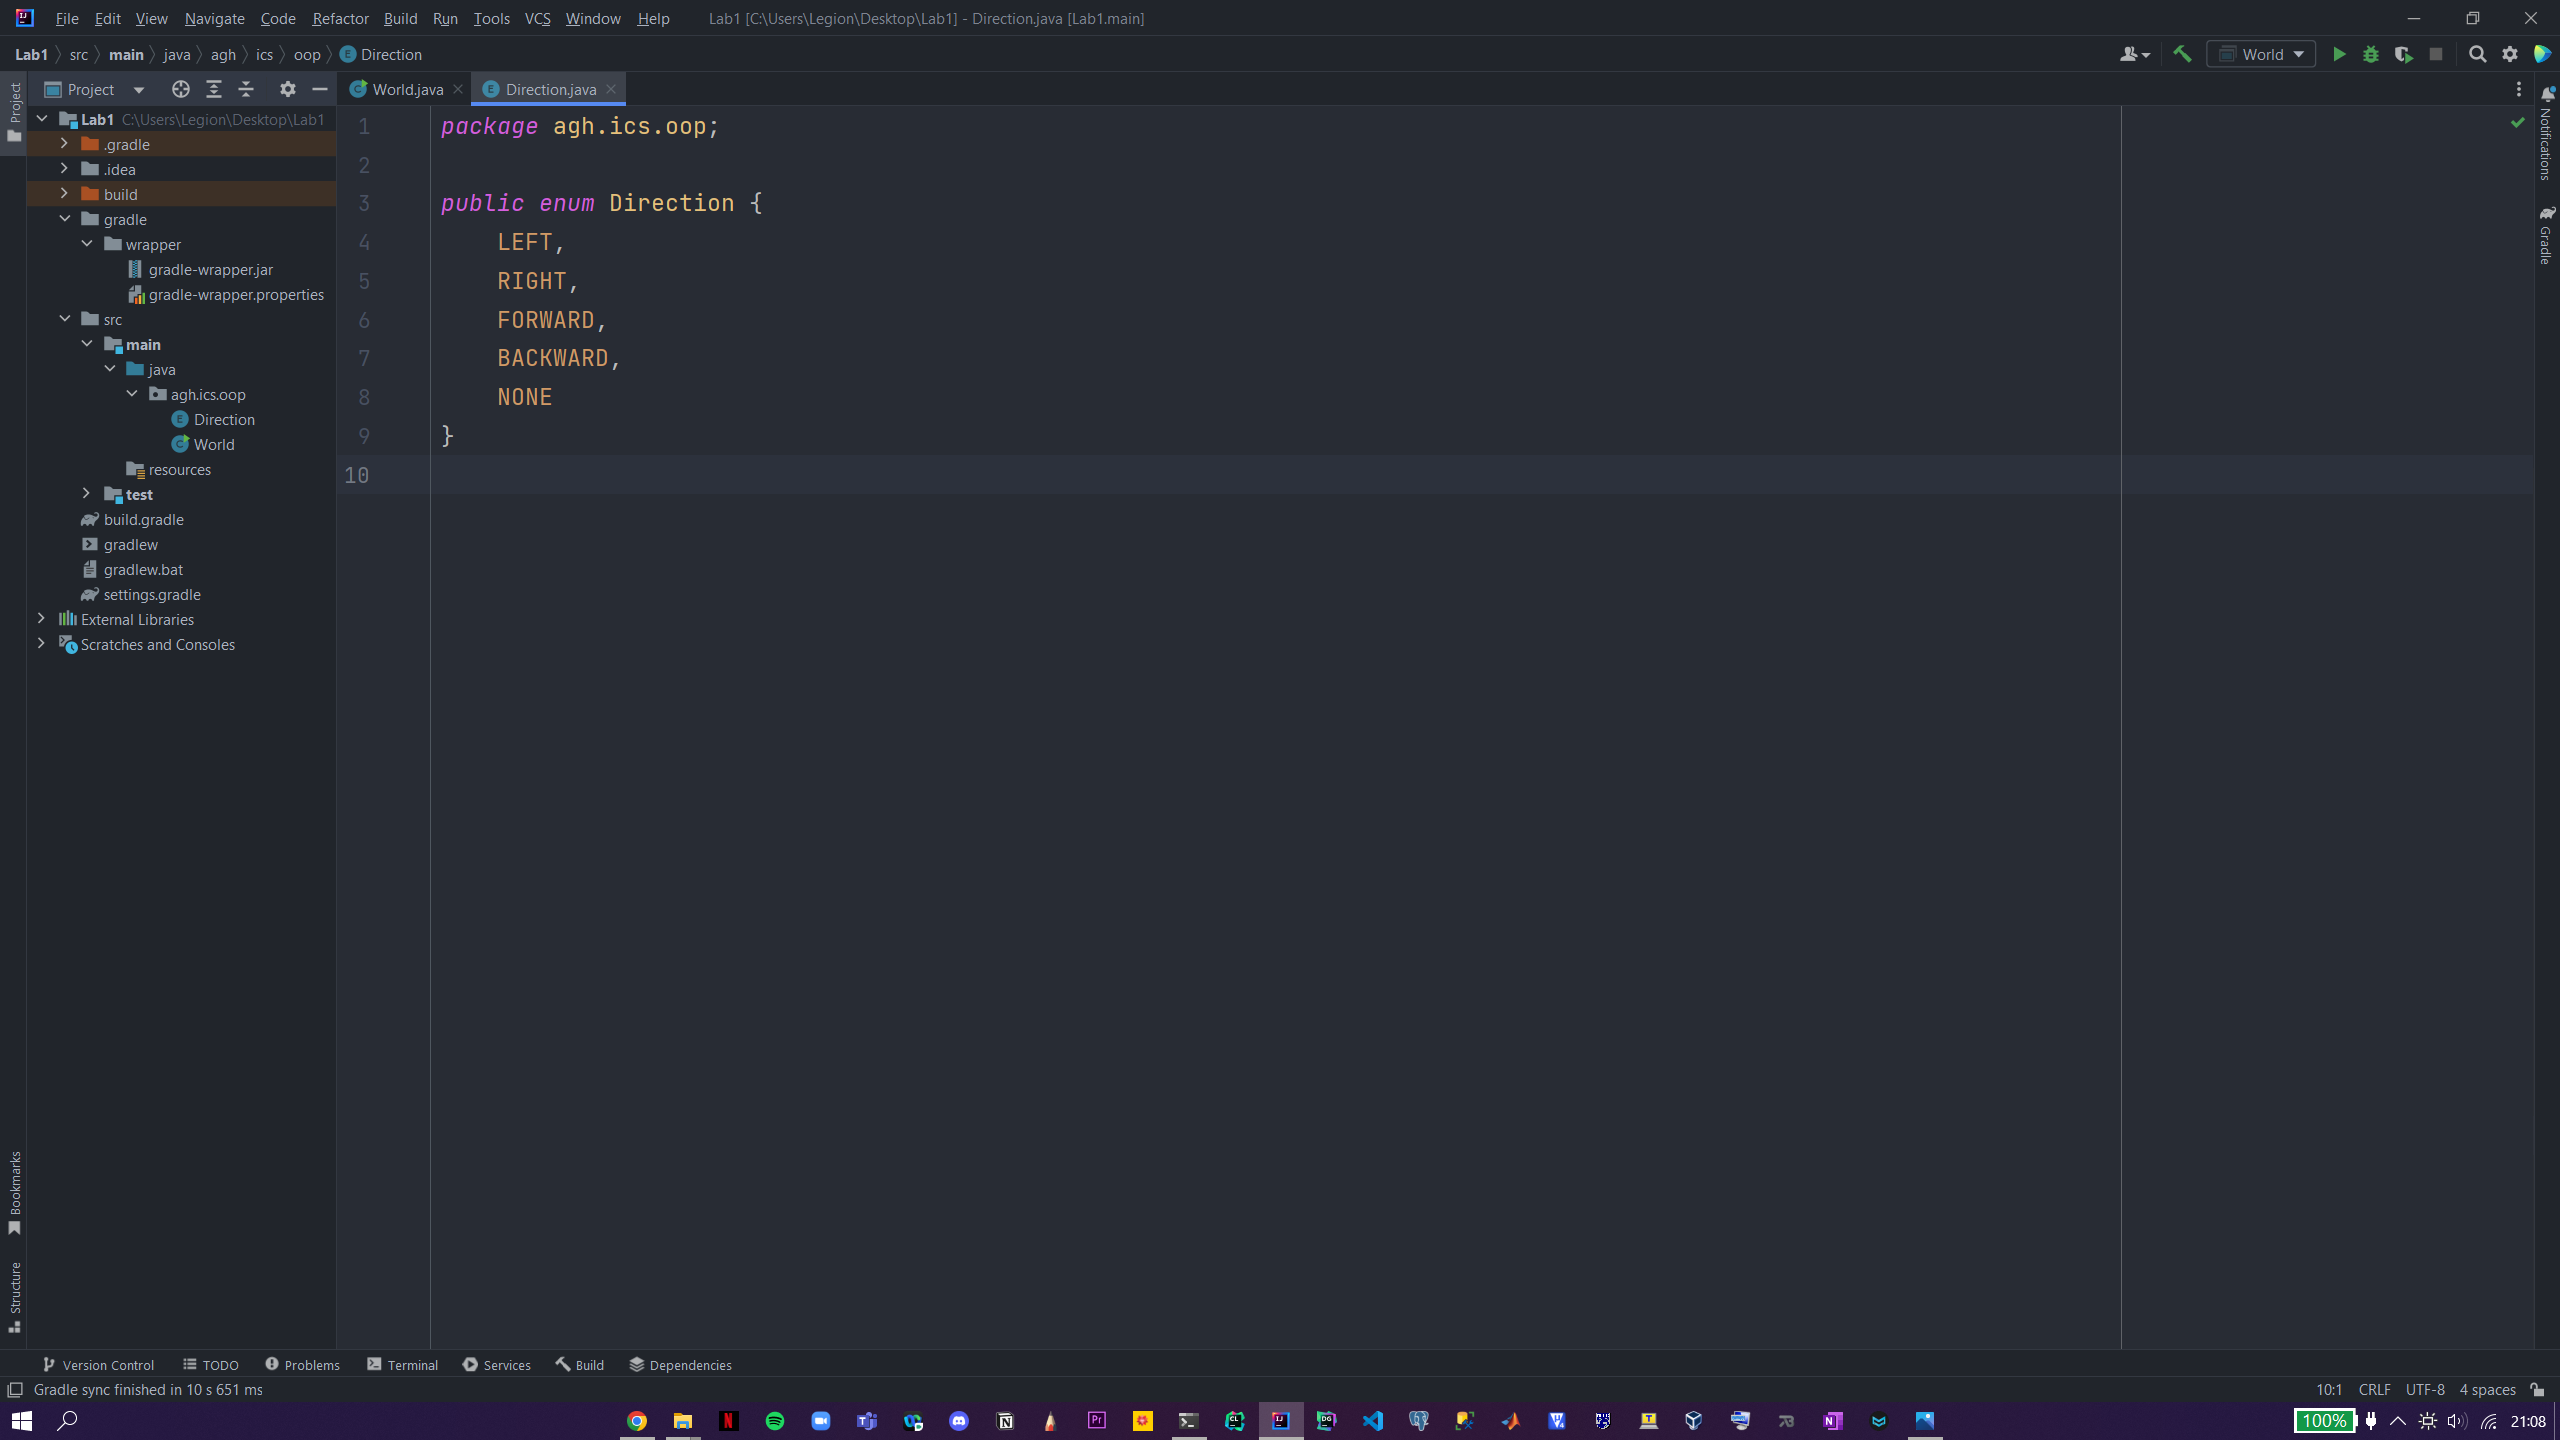 File Edit View Navigate Code Refactor Build Run Tools VCS Window Help Lab1 [C:\Users\Legion\Desktop\Lab1] - Direction.java [Lab1.main]
Lab1 src main java agh ics oop Direction World
Project World.java Direction.java
Project
Lab1 C:\Users\Legion\Desktop\Lab1
.gradle
.idea
build
gradle
wrapper
gradle-wrapper.jar
gradle-wrapper.properties
src
main
java
agh.ics.oop
Direction
World
resources
test
build.gradle
gradlew
gradlew.bat
settings.gradle
External Libraries
Scratches and Consoles
1 package agh.ics.oop;
2
3 public enum Direction {
4 LEFT,
5 RIGHT,
6 FORWARD,
7 BACKWARD,
8 NONE
9 }
10
Notifications
Gradle
Bookmarks
Structure
Version Control TODO Problems Terminal Services Build Dependencies
Gradle sync finished in 10 s 651 ms 10:1 CRLF UTF-8 4 spaces
100% 21:08